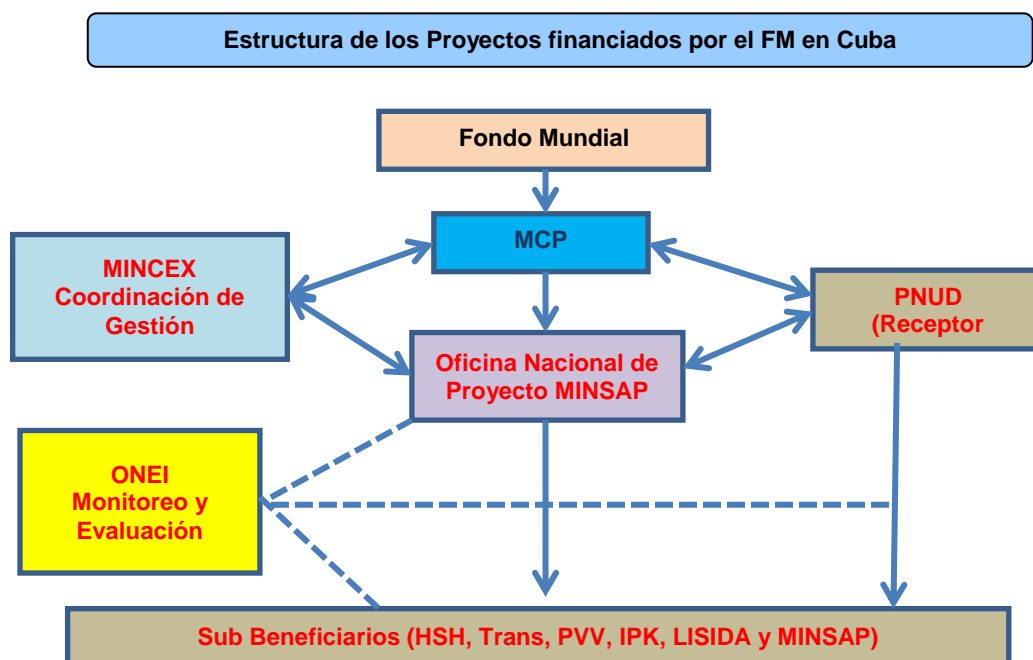 Estructura de los Proyectos financiados por el FM en Cuba
Fondo Mundial
MCP
MINCEX
Coordinación de
Gestión
PNUD
(Receptor
Oficina Nacional de
Proyecto MINSAP
ONEI
Monitoreo y
Evaluación
Sub Beneficiarios (HSH, Trans, PVV, IPK, LISIDA y MINSAP)